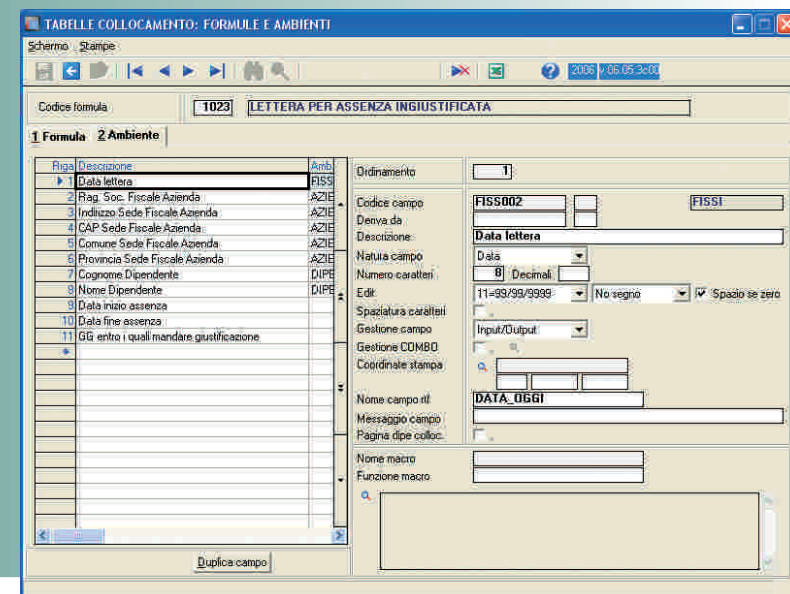 TABELLE COLLOCAMENTO: FORMULE E AMBIENTI
Schermo Stampe
2006 v.06.05.3c00
Codice formula 1023 LETTERA PER ASSENZA INGIUSTIFICATA
1 Formula 2 Ambiente
Riga Descrizione Amb.
1 Data lettera FISS
2 Rag. Soc. Fiscale Azienda AZIE
3 Indirizzo Sede Fiscale Azienda AZIE
4 CAP Sede Fiscale Azienda AZIE
5 Comune Sede Fiscale Azienda AZIE
6 Provincia Sede Fiscale Azienda AZIE
7 Cognome Dipendente DIPE
8 Nome Dipendente DIPE
9 Data inizio assenza
10 Data fine assenza
11 GG entro i quali mandare giustificazione
Duplica campo
Ordinamento 1
Codice campo FISS002 FISSI
Deriva da
Descrizione Data lettera
Natura campo Data
Numero caratteri 8 Decimali
Edit 11=99/99/9999 No segno Spazio se zero
Spaziatura caratteri
Gestione campo Input/Output
Gestione COMBO
Coordinate stampa
Nome campo rtf DATA_OGGI
Messaggio campo
Pagina dipe colloc.
Nome macro
Funzione macro